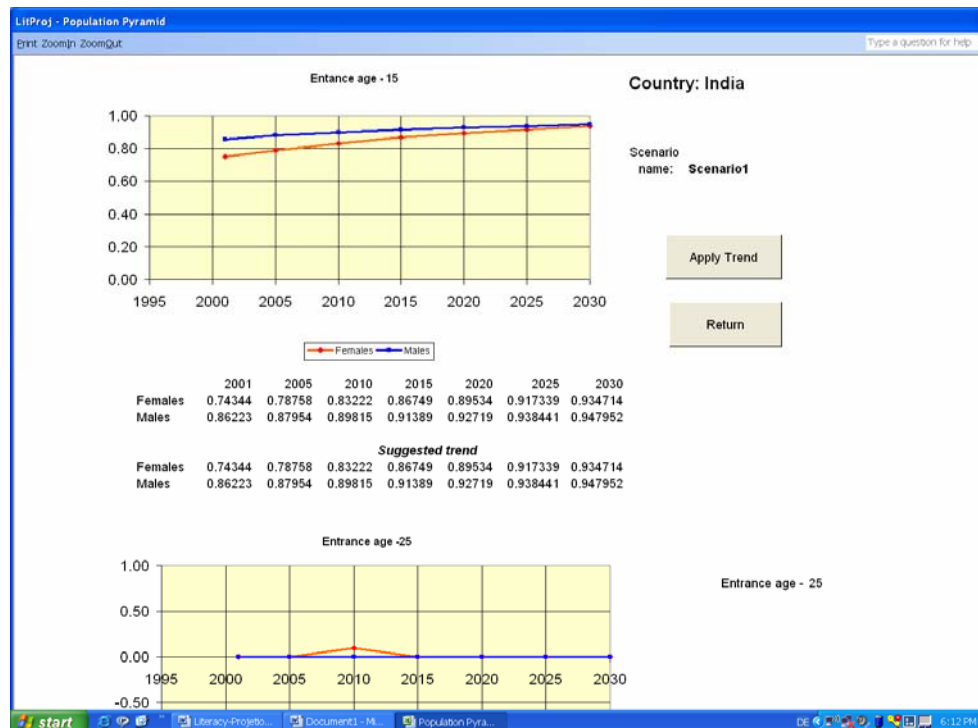 LitProj - Population Pyramid
Print ZoomIn ZoomOut
Type a question for help
Entance age - 15
Country: India
1.00
0.80
0.60
0.40
0.20
0.00
1995 2000 2005 2010 2015 2020 2025 2030
Scenario
name: Scenario1
Apply Trend
Return
Females Males
2001 2005 2010 2015 2020 2025 2030
Females 0.74344 0.78758 0.83222 0.86749 0.89534 0.917339 0.934714
Males 0.86223 0.87954 0.89815 0.91389 0.92719 0.938441 0.947952
Suggested trend
Females 0.74344 0.78758 0.83222 0.86749 0.89534 0.917339 0.934714
Males 0.86223 0.87954 0.89815 0.91389 0.92719 0.938441 0.947952
Entrance age -25
Entrance age - 25
1.00
0.50
0.00
1995 2000 2005 2010 2015 2020 2025 2030
-0.50
start Literacy-Projetio... Document1 - Mi... Population Pyra... DE 6:12 PM